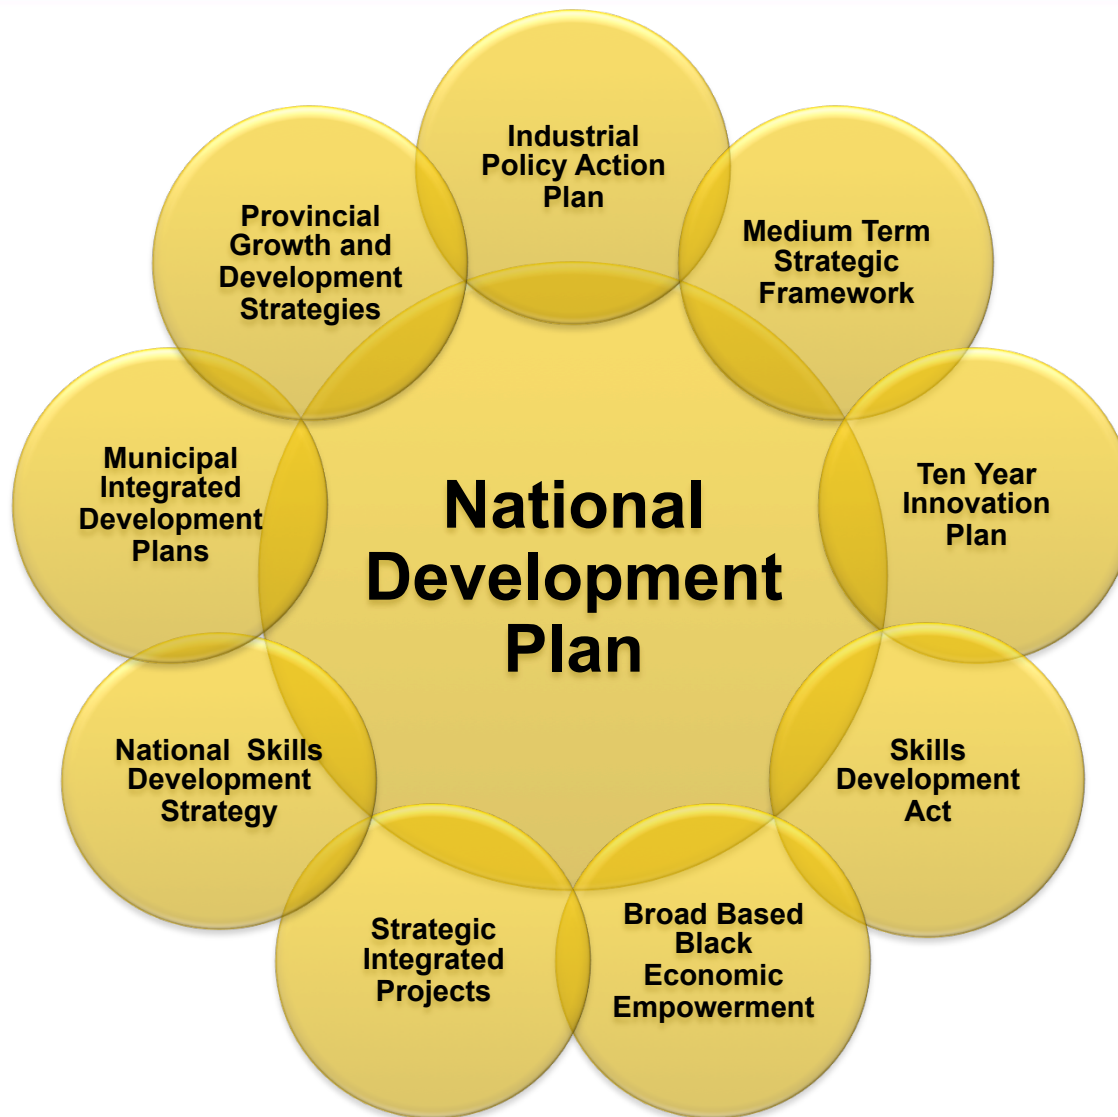 Industrial
Policy Action
Plan
Medium Term
Strategic
Framework
Ten Year
Innovation
Plan
Skills
Development
Act
Broad Based
Black
Economic
Empowerment
Strategic
Integrated
Projects
National  Skills
Development
Strategy
Municipal
Integrated
Development
Plans
Provincial
Growth and
Development
Strategies
National
Development
Plan